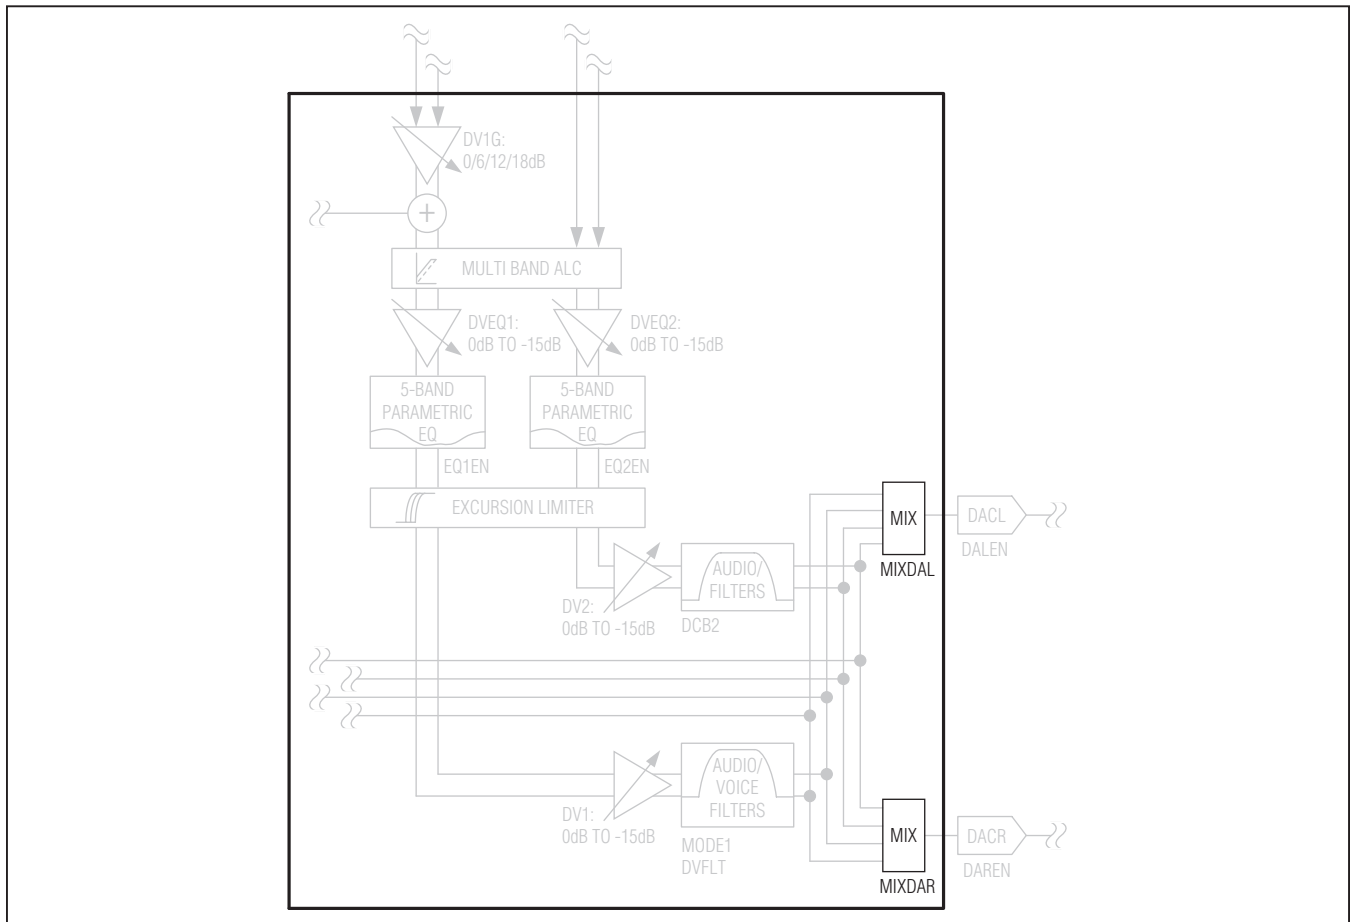 DV1G:
0/6/12/18dB
+
MULTI BAND ALC
DVEQ1:
0dB TO -15dB
DVEQ2:
0dB TO -15dB
5-BAND
PARAMETRIC
EQ
5-BAND
PARAMETRIC
EQ
EQ1EN
EQ2EN
EXCURSION LIMITER
MIX
MIXDAL
DACL
DALEN
AUDIO/
FILTERS
DCB2
DV2:
0dB TO -15dB
AUDIO/
VOICE
FILTERS
MODE1
DVFLT
DV1:
0dB TO -15dB
MIX
MIXDAR
DACR
DAREN